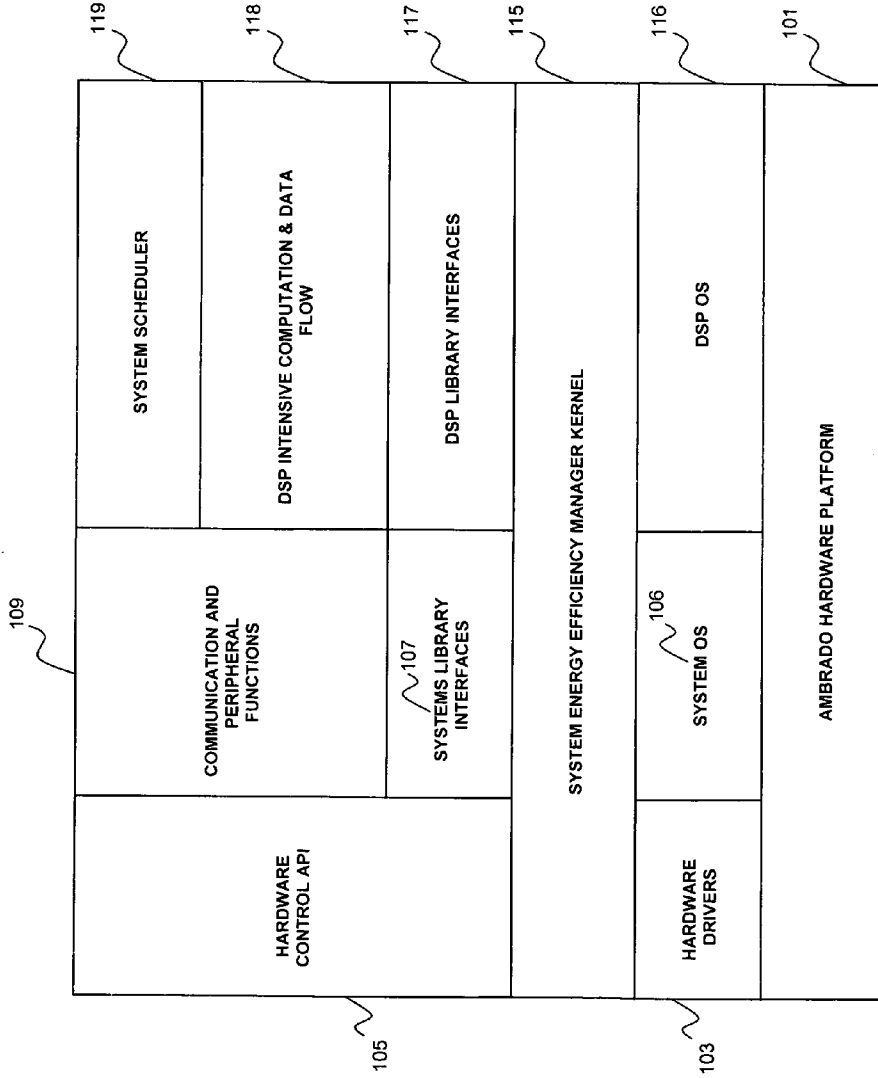 109
119
SYSTEM SCHEDULER
118
COMMUNICATION AND
PERIPHERAL
FUNCTIONS
DSP INTENSIVE COMPUTATION & DATA
FLOW
HARDWARE
CONTROL API
105
107
SYSTEMS LIBRARY
INTERFACES
DSP LIBRARY INTERFACES
117
SYSTEM ENERGY EFFICIENCY MANAGER KERNEL
115
HARDWARE
DRIVERS
103
106
SYSTEM OS
DSP OS
116
AMBRADO HARDWARE PLATFORM
101